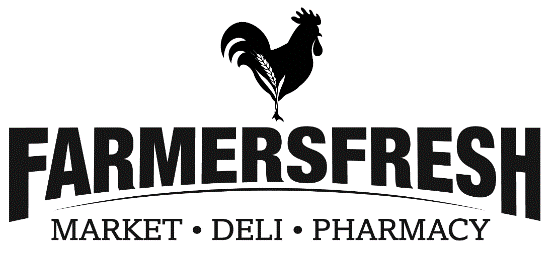 FARMERSFRESH
MARKET • DELI • PHARMACY